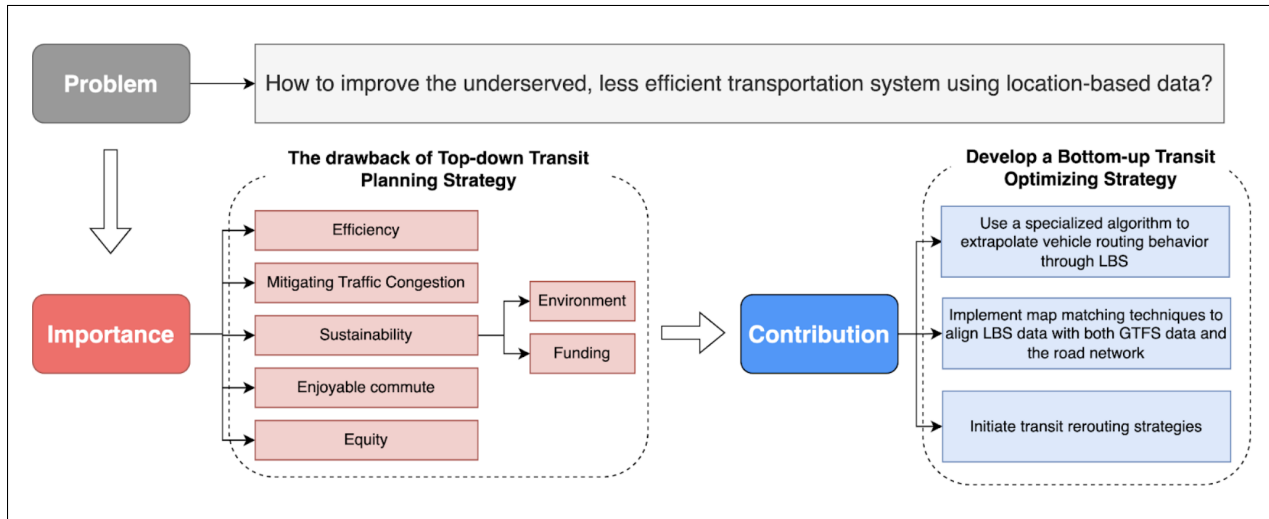 Problem
How to improve the underserved, less efficient transportation system using location-based data?
The drawback of Top-down Transit
Planning Strategy
Develop a Bottom-up Transit
Optimizing Strategy
Importance
Efficiency
Mitigating Traffic Congestion
Sustainability
Environment
Funding
Enjoyable commute
Equity
Contribution
Use a specialized algorithm to
extrapolate vehicle routing behavior
through LBS
Implement map matching techniques to
align LBS data with both GTFS data and
the road network
Initiate transit rerouting strategies